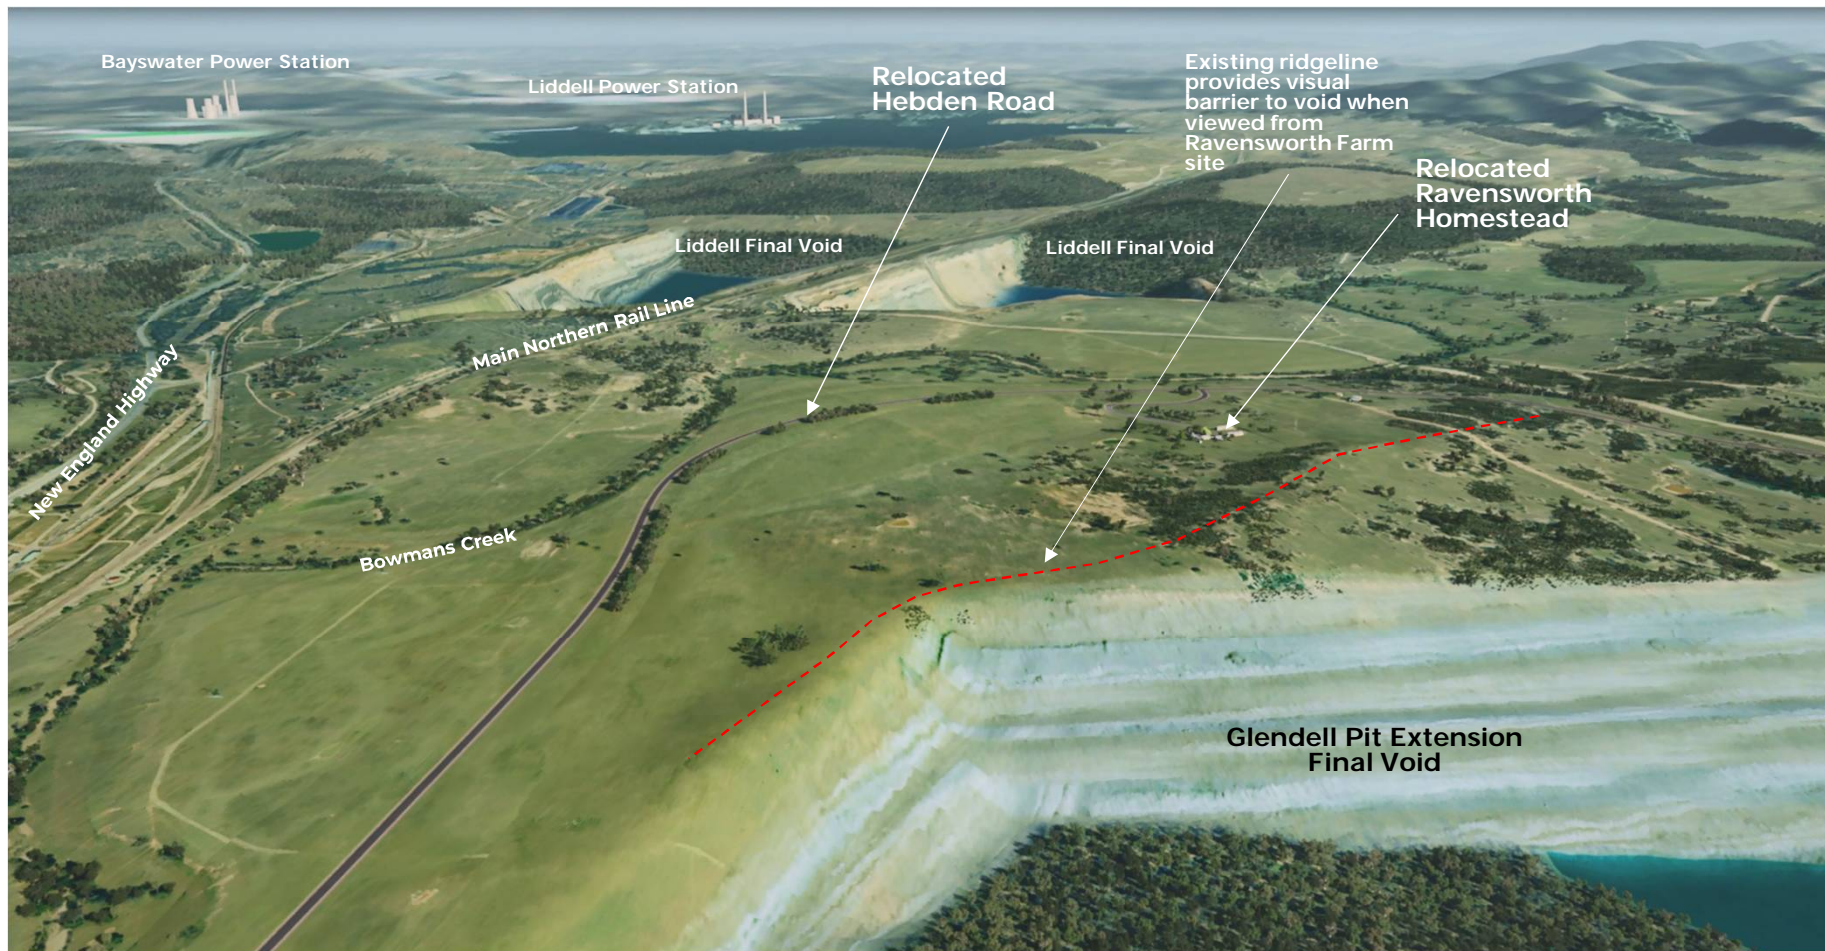 Bayswater Power Station
Liddell Power Station
Relocated
Hebden Road
Existing ridgeline
provides visual
barrier to void when
viewed from
Ravensworth Farm
site
Relocated
Ravensworth
Homestead
Liddell Final Void
Liddell Final Void
Main Northern Rail Line
New England Highway
Bowmans Creek
Glendell Pit Extension
Final Void